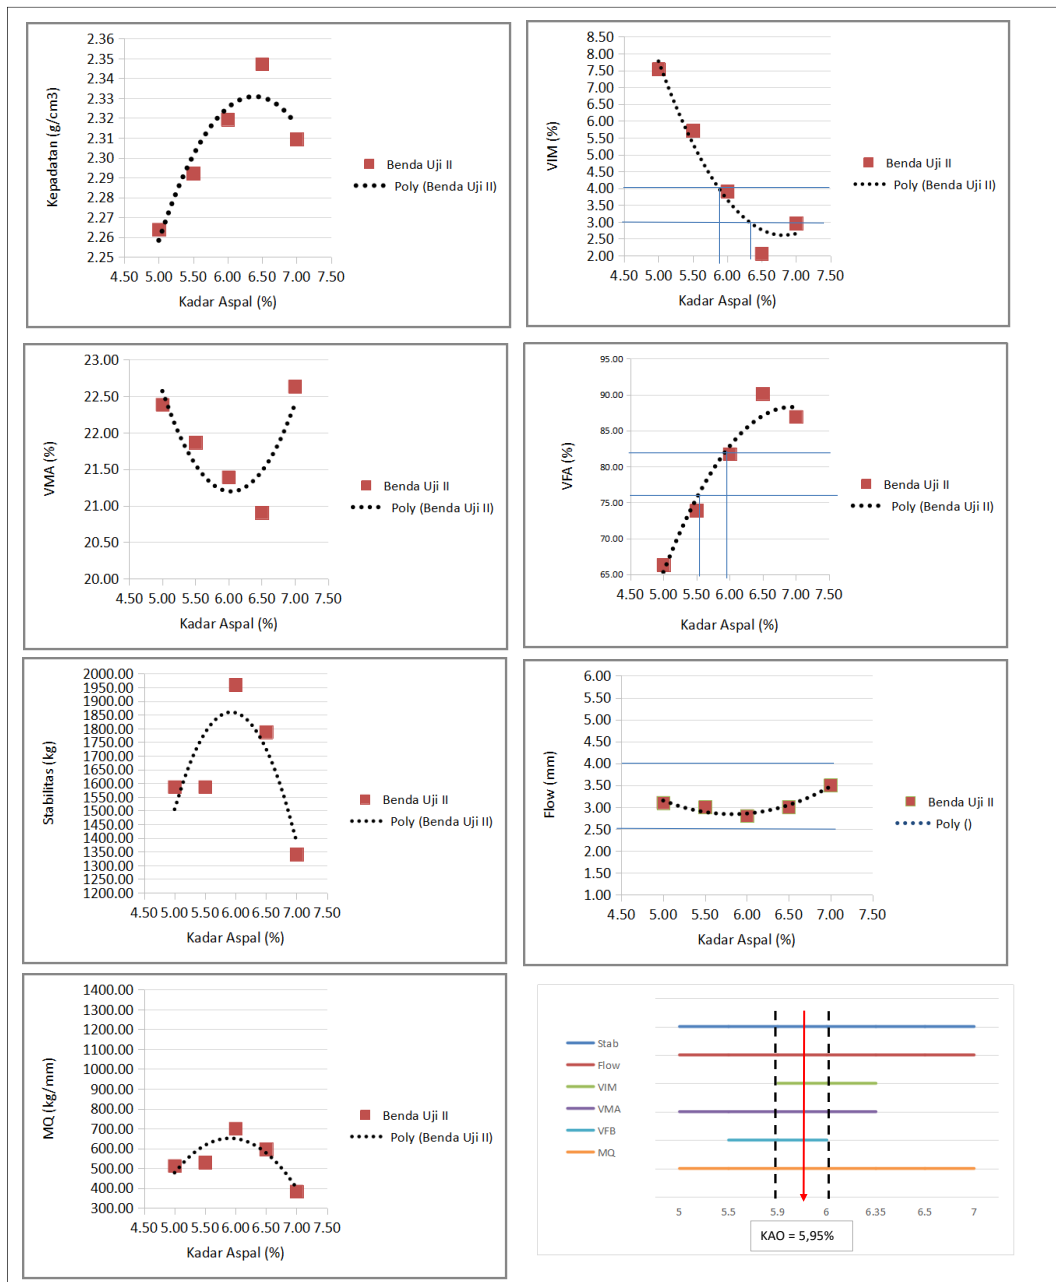 2.36
2.35
2.34
2.33
2.32
2.31
2.30
2.29
2.28
2.27
2.26
2.25
4.50 5.00 5.50 6.00 6.50 7.00 7.50
Kepadatan (g/cm3)
Kadar Aspal (%)
Benda Uji II
Poly (Benda Uji II)
8.50
8.00
7.50
7.00
6.50
6.00
5.50
5.00
4.50
4.00
3.50
3.00
2.50
2.00
4.50 5.00 5.50 6.00 6.50 7.00 7.50
VIM (%)
Kadar Aspal (%)
Benda Uji II
Poly (Benda Uji II)
23.00
22.50
22.00
21.50
21.00
20.50
20.00
4.50 5.00 5.50 6.00 6.50 7.00 7.50
VMA (%)
Kadar Aspal (%)
Benda Uji II
Poly (Benda Uji II)
95.00
90.00
85.00
80.00
75.00
70.00
65.00
4.50 5.00 5.50 6.00 6.50 7.00 7.50
VFA (%)
Kadar Aspal (%)
Benda Uji II
Poly (Benda Uji II)
2000.00
1950.00
1900.00
1850.00
1800.00
1750.00
1700.00
1650.00
1600.00
1550.00
1500.00
1450.00
1400.00
1350.00
1300.00
1250.00
1200.00
4.50 5.00 5.50 6.00 6.50 7.00 7.50
Stabilitas (kg)
Kadar Aspal (%)
Benda Uji II
Poly (Benda Uji II)
6.00
5.50
5.00
4.50
4.00
3.50
3.00
2.50
2.00
1.50
1.00
4.50 5.00 5.50 6.00 6.50 7.00 7.50
Flow (mm)
Kadar Aspal (%)
Benda Uji II
Poly ()
1400.00
1300.00
1200.00
1100.00
1000.00
900.00
800.00
700.00
600.00
500.00
400.00
300.00
4.50 5.00 5.50 6.00 6.50 7.00 7.50
MQ (kg/mm)
Kadar Aspal (%)
Benda Uji II
Poly (Benda Uji II)
Stab
Flow
VIM
VMA
VFB
MQ
5 5.5 5.9 6 6.35 6.5 7
KAO = 5,95%